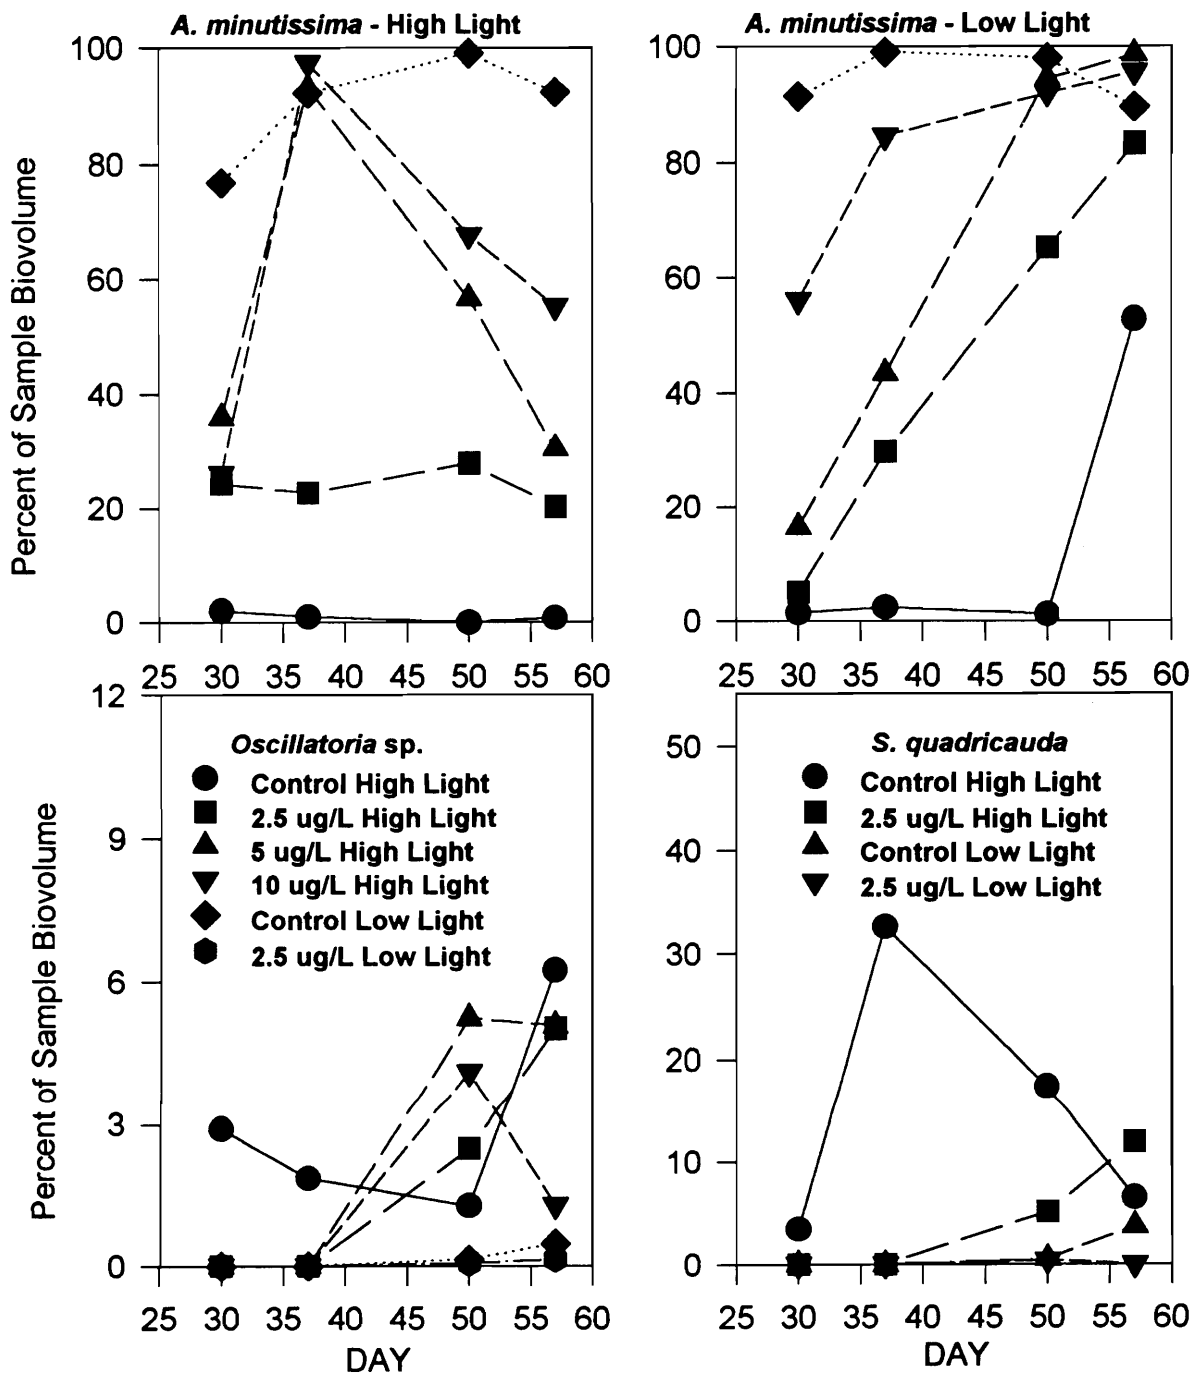 A. minutissima - High Light
100
80
60
40
20
0
Percent of Sample Biovolume
25 30 35 40 45 50 55 60
A. minutissima - Low Light
100
80
60
40
20
0
25 30 35 40 45 50 55 60
12
9
6
3
0
Percent of Sample Biovolume
Oscillatoria sp.
Control High Light
2.5 ug/L High Light
5 ug/L High Light
10 ug/L High Light
Control Low Light
2.5 ug/L Low Light
25 30 35 40 45 50 55 60
DAY
50
40
30
20
10
0
S. quadricauda
Control High Light
2.5 ug/L High Light
Control Low Light
2.5 ug/L Low Light
25 30 35 40 45 50 55 60
DAY